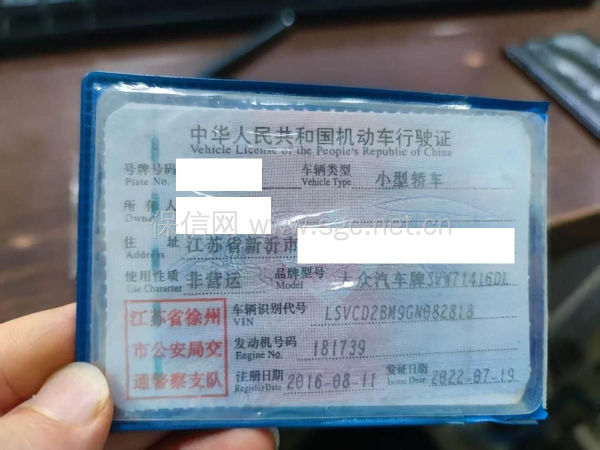 中华人民共和国机动车行驶证
Vehicle License of the People's Republic of China
号牌号码 车辆类型 小型轿车
Plate No. Vehicle Type
所有人
Owner
保信网 www.sgc.net.cn
住址 江苏省新沂市
Address
使用性质 非营运 品牌型号 大众汽车牌SVW71416DL
Use Character Model
江苏省徐州
市公安局交
通警察支队
车辆识别代号 LSVCD2BM9GN082818
VIN
发动机号码 181739
Engine No.
注册日期 2016-08-11 发证日期 2022-07-19
Register Date Issue Date